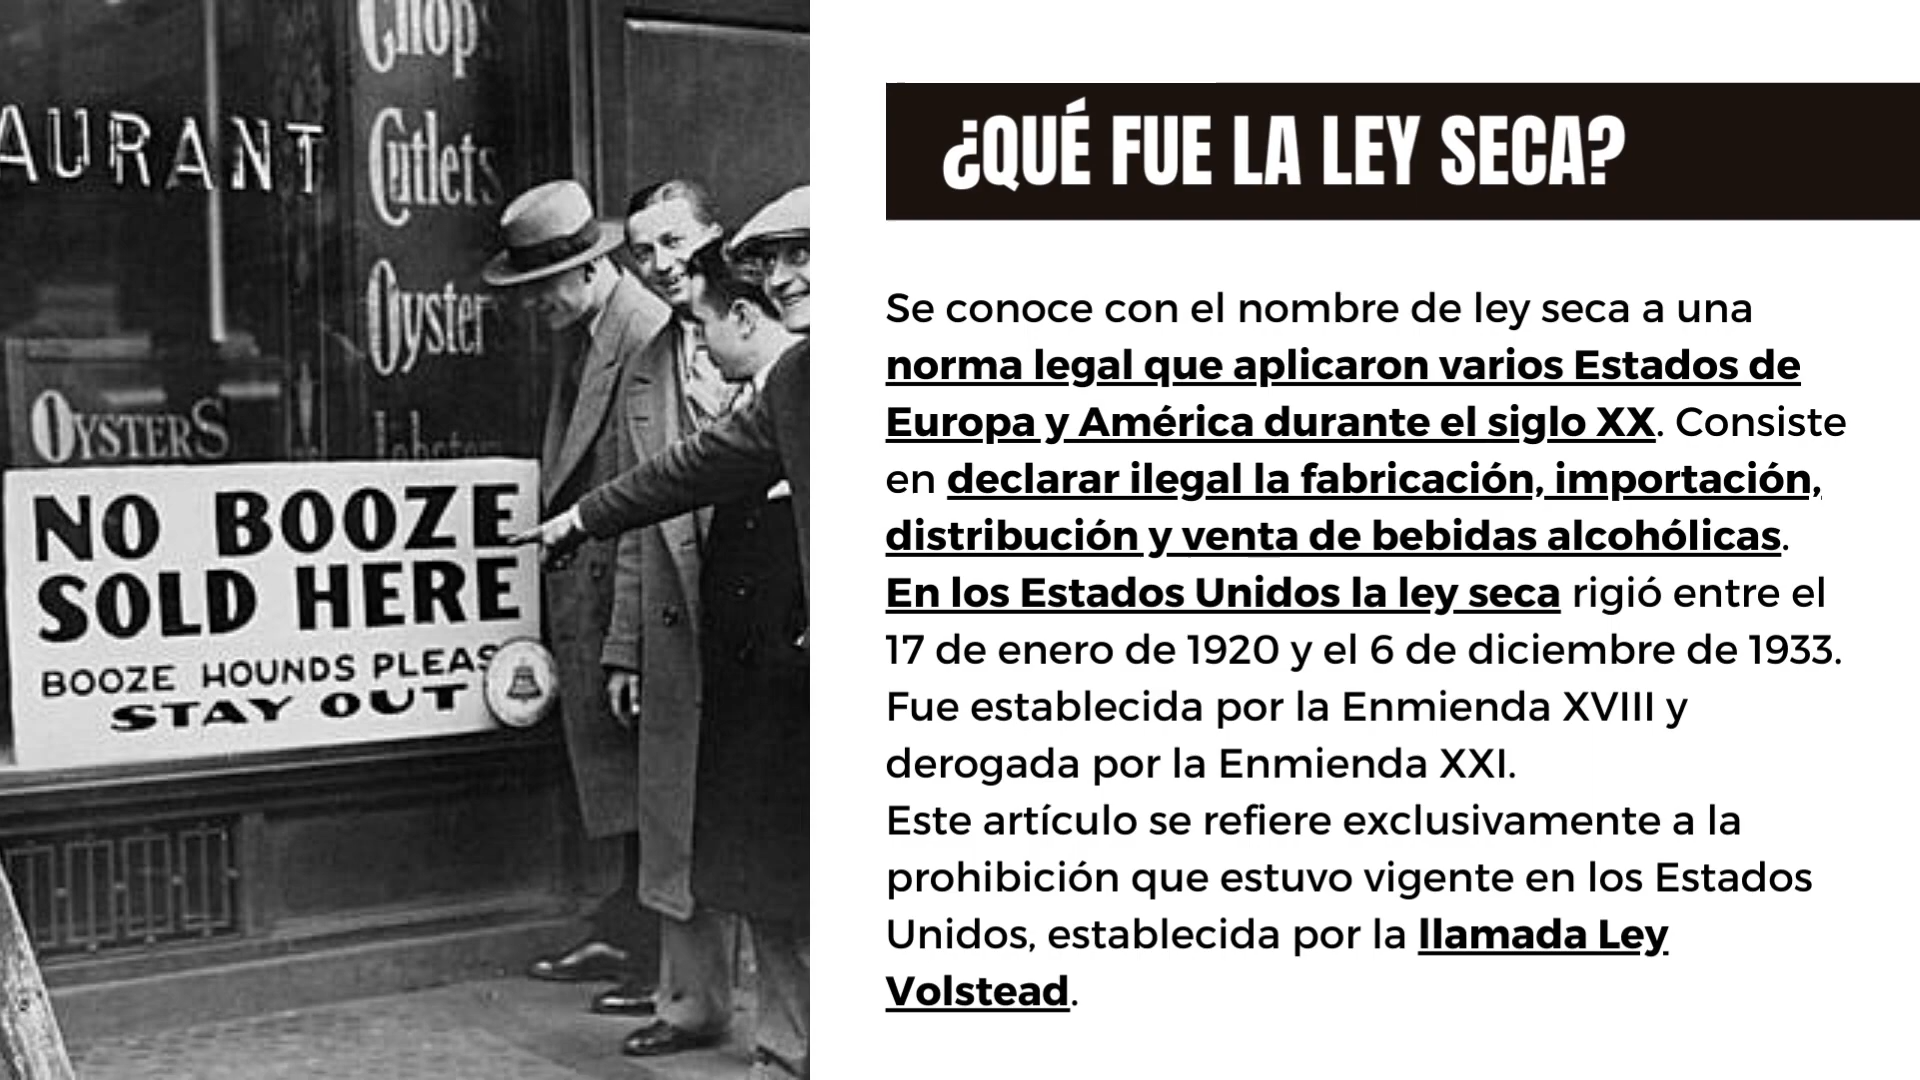 Chops
AURANT
Cutlets
Oyster
OYSTERS
Lobster
NO BOOZE
SOLD HERE
BOOZE HOUNDS PLEAS
STAY OUT
¿QUÉ FUE LA LEY SECA?
Se conoce con el nombre de ley seca a una
norma legal que aplicaron varios Estados de
Europa y América durante el siglo XX. Consiste
en declarar ilegal la fabricación, importación,
distribución y venta de bebidas alcohólicas.
En los Estados Unidos la ley seca rigió entre el
17 de enero de 1920 y el 6 de diciembre de 1933.
Fue establecida por la Enmienda XVIII y
derogada por la Enmienda XXI.
Este artículo se refiere exclusivamente a la
prohibición que estuvo vigente en los Estados
Unidos, establecida por la llamada Ley
Volstead.